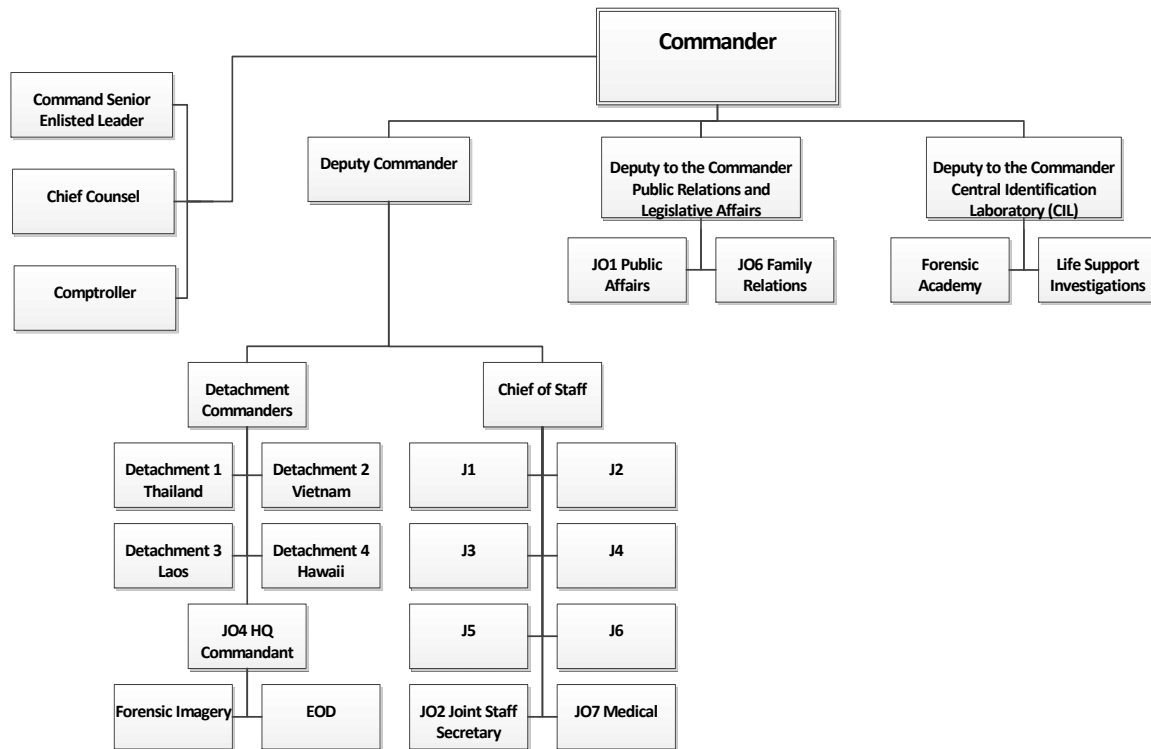 Commander
Command Senior
Enlisted Leader
Chief Counsel
Comptroller
Deputy Commander
Deputy to the Commander
Public Relations and
Legislative Affairs
Deputy to the Commander
Central Identification
Laboratory (CIL)
JO1 Public
Affairs
JO6 Family
Relations
Forensic
Academy
Life Support
Investigations
Detachment
Commanders
Chief of Staff
Detachment 1
Thailand
Detachment 2
Vietnam
Detachment 3
Laos
Detachment 4
Hawaii
JO4 HQ
Commandant
Forensic Imagery
EOD
J1
J2
J3
J4
J5
J6
JO2 Joint Staff
Secretary
JO7 Medical